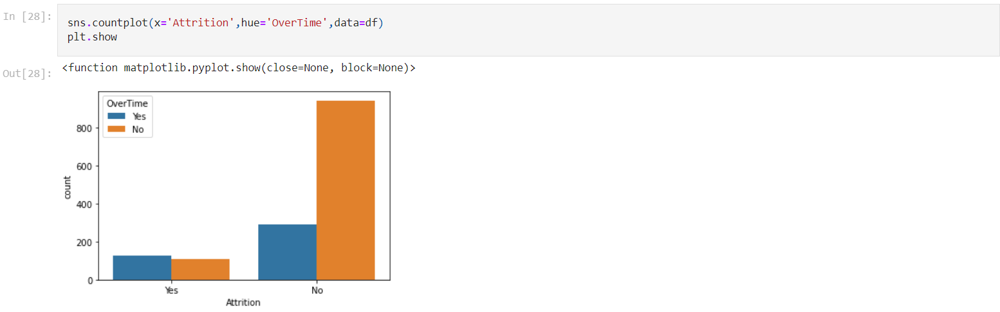 In [28]:
sns.countplot(x='Attrition',hue='OverTime',data=df)
plt.show
Out[28]:
<function matplotlib.pyplot.show(close=None, block=None)>
OverTime
Yes
No
800
600
400
200
0
count
Yes
No
Attrition